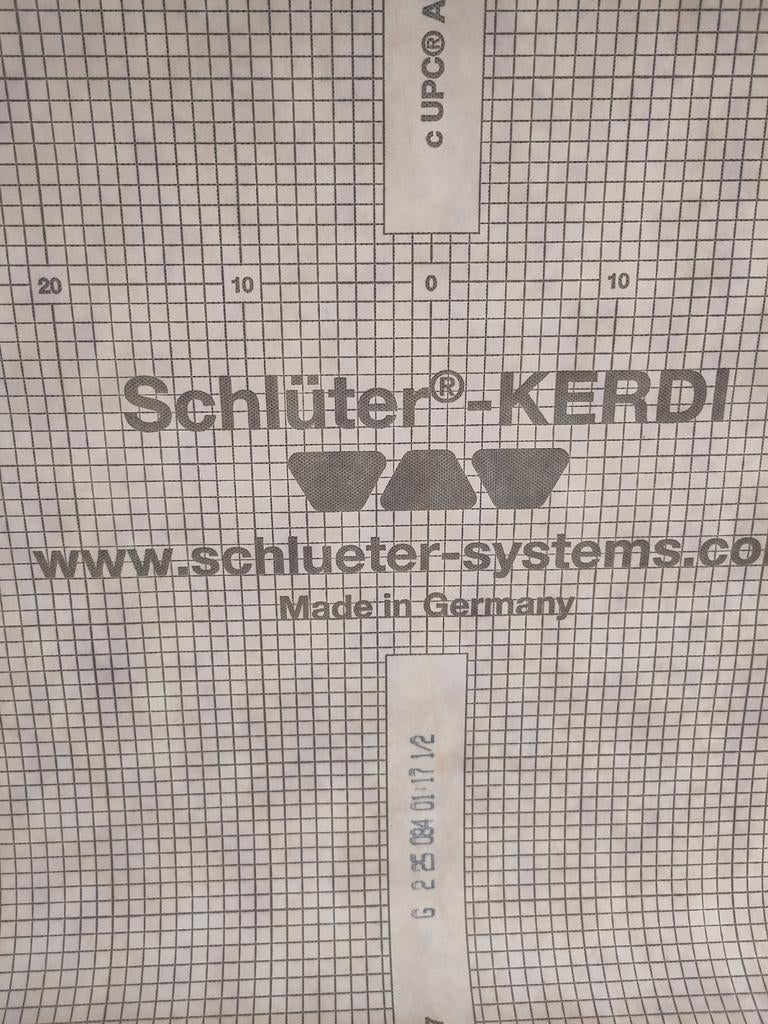 c UPC® A
20 10 0 10
Schlüter®-KERDI
www.schlueter-systems.co
Made in Germany
G 2 25 084 01:17 1/2